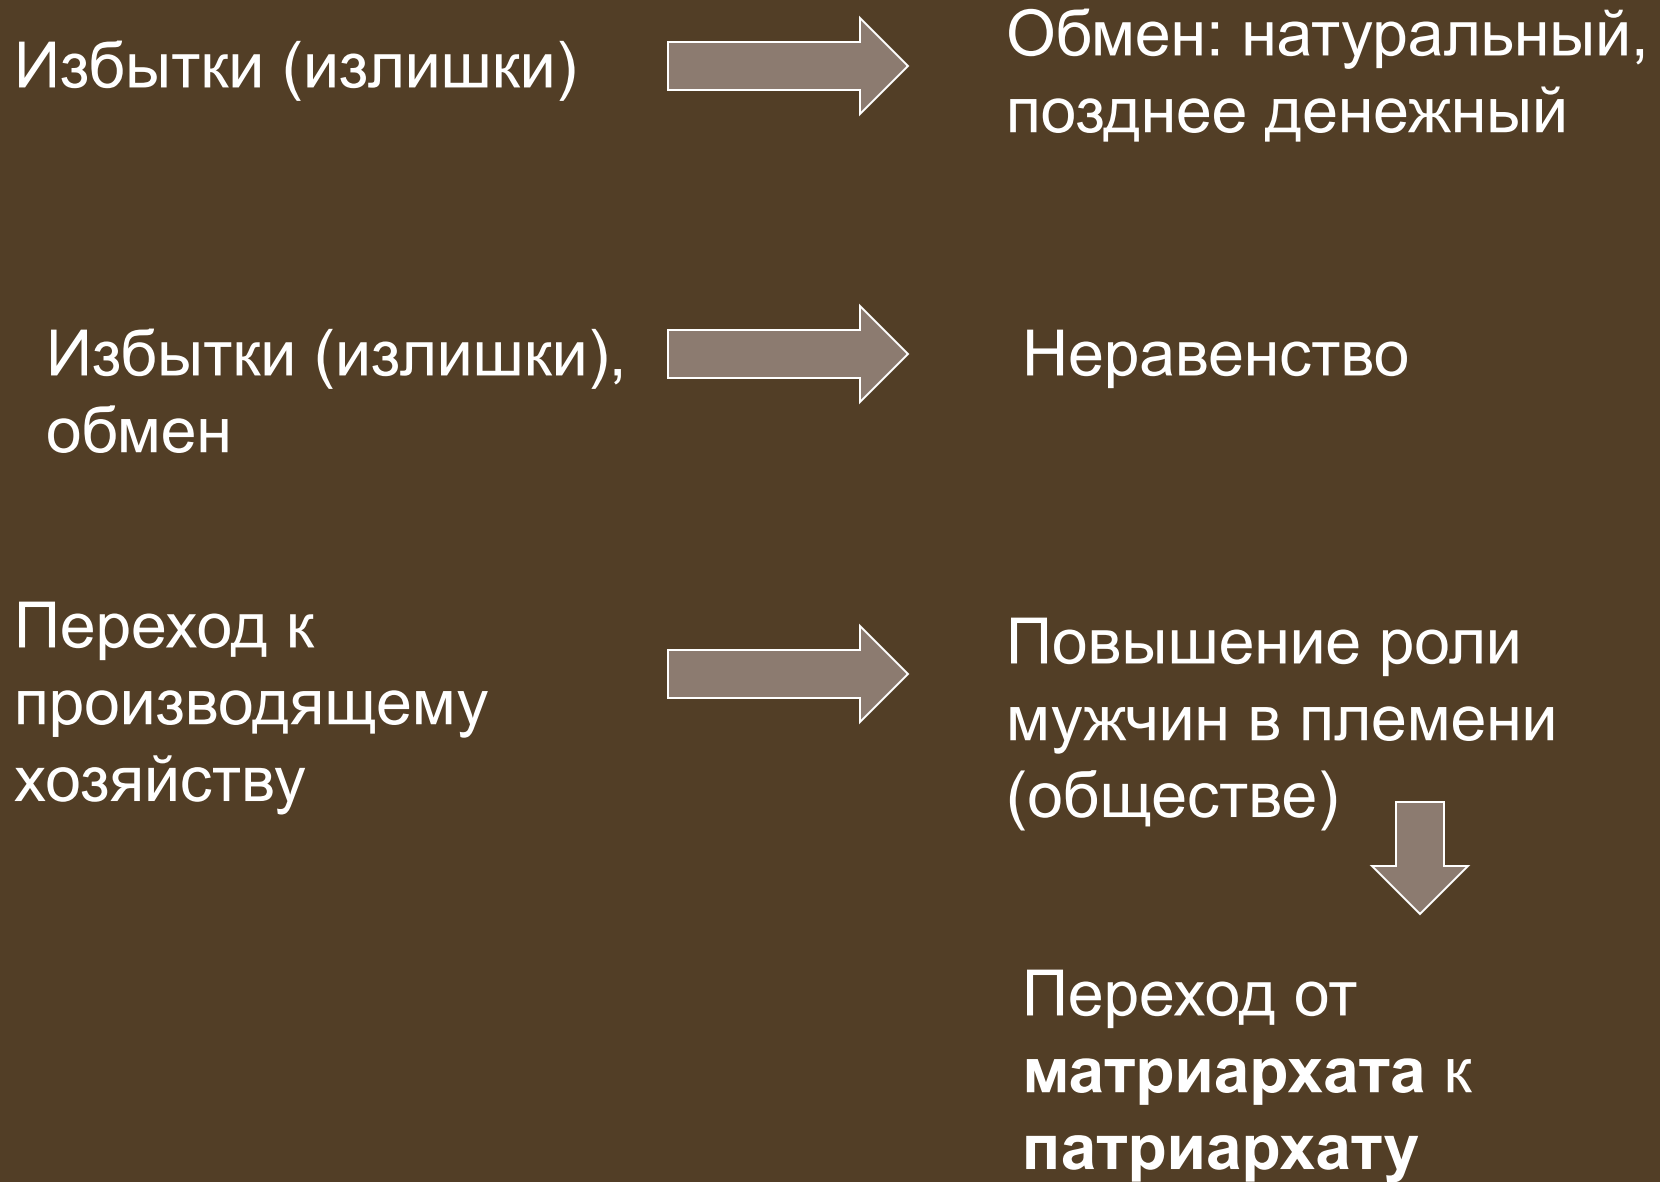 Избытки (излишки)
Обмен: натуральный,
позднее денежный
Избытки (излишки),
обмен
Неравенство
Переход к
производящему
хозяйству
Повышение роли
мужчин в племени
(обществе)
Переход от
матриархата к
патриархату